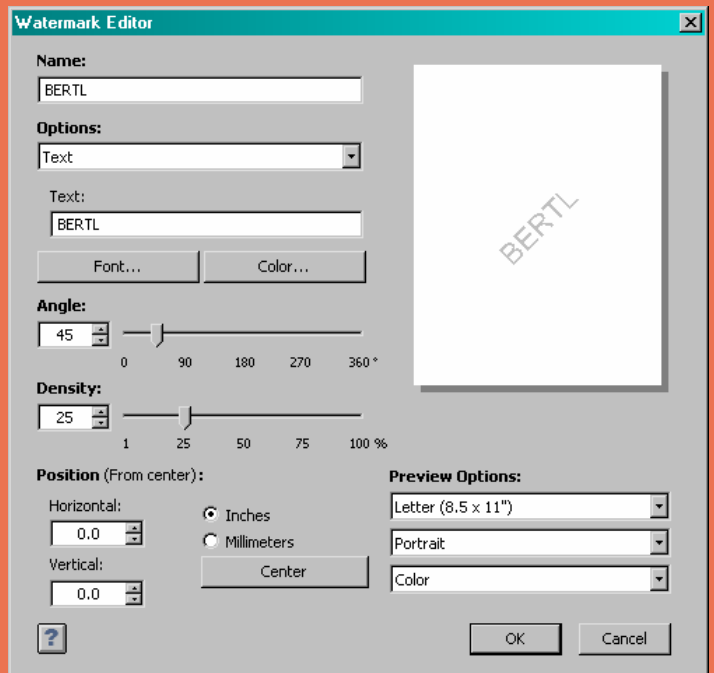 Watermark Editor
Name:
BERTL
Options:
Text
Text:
BERTL
Font... Color...
Angle:
45
0 90 180 270 360 °
Density:
25
1 25 50 75 100 %
Position (From center):
Horizontal:
0.0
Vertical:
0.0
Inches
Millimeters
Center
BERTL
Preview Options:
Letter (8.5 x 11")
Portrait
Color
?
OK Cancel